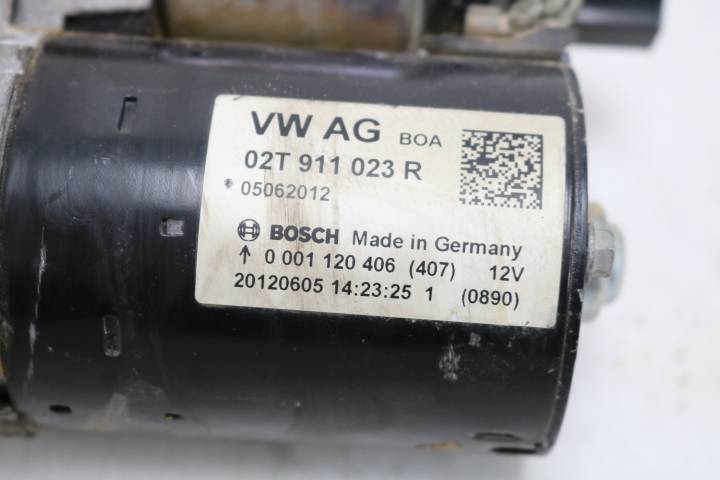 VW AG BOA
02T 911 023 R
05062012
BOSCH Made in Germany
↑ 0 001 120 406 (407) 12V
20120605 14:23:25 1 (0890)